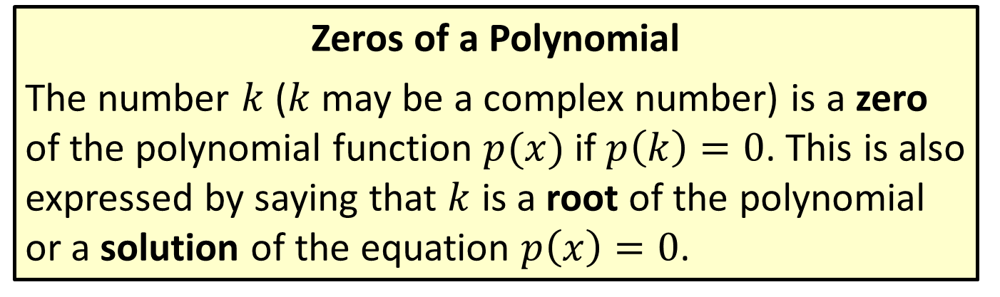 Zeros of a Polynomial
The number k (k may be a complex number) is a zero
of the polynomial function p(x) if p(k) = 0. This is also
expressed by saying that k is a root of the polynomial
or a solution of the equation p(x) = 0.